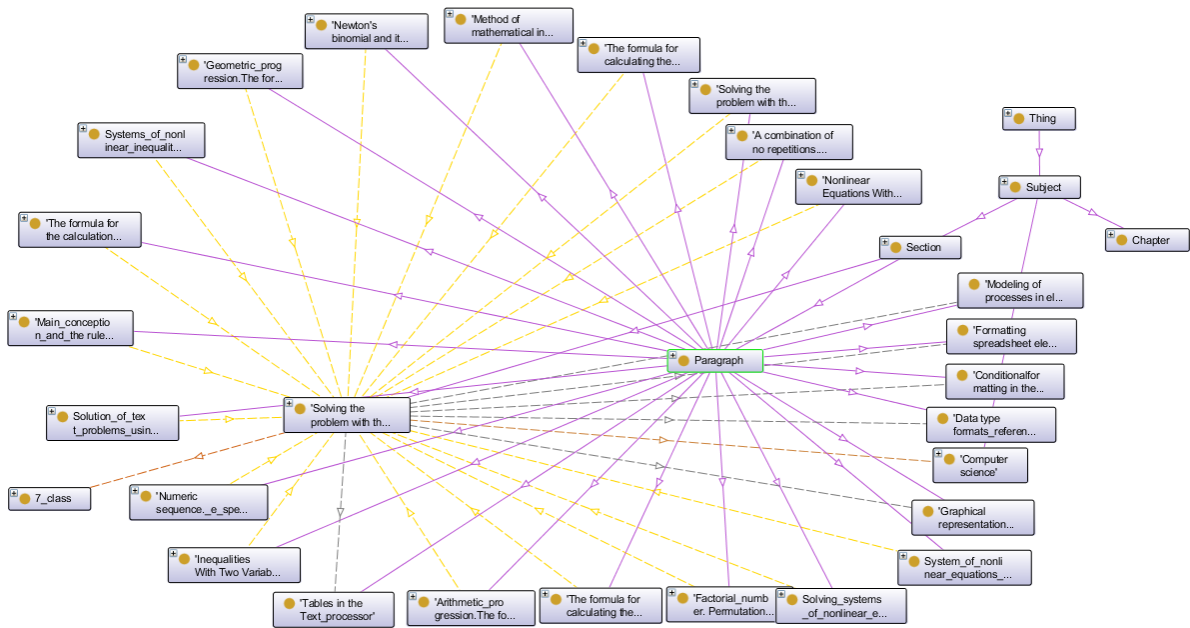 'Newton's
binomial and it...
'Method of
mathematical in...
'The formula for
calculating the...
'Geometric_prog
ression.The for...
'Solving the
problem with th...
Thing
Systems_of_nonl
inear_inequalit...
'A combination of
no repetitions....
'Nonlinear
Equations With...
Subject
'The formula for
the calculation...
Section
Chapter
'Modeling of
processes in el...
'Main_conceptio
n_and_the rule...
'Formatting
spreadsheet ele...
Paragraph
'Conditionalfor
matting in the...
Solution_of_tex
t_problems_usin...
'Solving the
problem with th...
'Data type
formats_referen...
'Computer
science'
7_class
'Numeric
sequence._e_spe...
'Graphical
representation...
'Inequalities
With Two Variab...
System_of_nonli
near_equations_...
'Tables in the
Text_processor'
'Arithmetic_pro
gression.The fo...
'The formula for
calculating the...
'Factorial_numb
er. Permutation...
Solving_systems
_of_nonlinear_e...